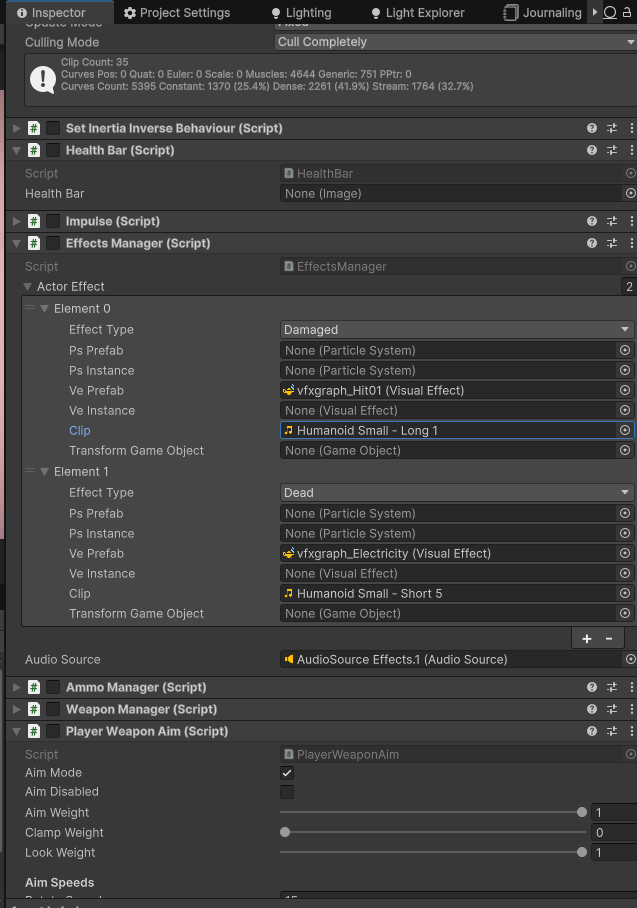 Inspector Project Settings Lighting Light Explorer Journaling
Update Mode Fixed
Culling Mode Cull Completely
Clip Count: 35
Curves Pos: 0 Quat: 0 Euler: 0 Scale: 0 Muscles: 4644 Generic: 751 PPtr: 0
Curves Count: 5395 Constant: 1370 (25.4%) Dense: 2261 (41.9%) Stream: 1764 (32.7%)
# Set Inertia Inverse Behaviour (Script)
# Health Bar (Script)
Script # HealthBar
Health Bar None (Image)
# Impulse (Script)
# Effects Manager (Script)
Script # EffectsManager
Actor Effect 2
Element 0
Effect Type Damaged
Ps Prefab None (Particle System)
Ps Instance None (Particle System)
Ve Prefab vfxgraph_Hit01 (Visual Effect)
Ve Instance None (Visual Effect)
Clip Humanoid Small - Long 1
Transform Game Object None (Game Object)
Element 1
Effect Type Dead
Ps Prefab None (Particle System)
Ps Instance None (Particle System)
Ve Prefab vfxgraph_Electricity (Visual Effect)
Ve Instance None (Visual Effect)
Clip Humanoid Small - Short 5
Transform Game Object None (Game Object)
+ -
Audio Source AudioSource Effects.1 (Audio Source)
# Ammo Manager (Script)
# Weapon Manager (Script)
# Player Weapon Aim (Script)
Script # PlayerWeaponAim
Aim Mode
Aim Disabled
Aim Weight 1
Clamp Weight 0
Look Weight 1
Aim Speeds